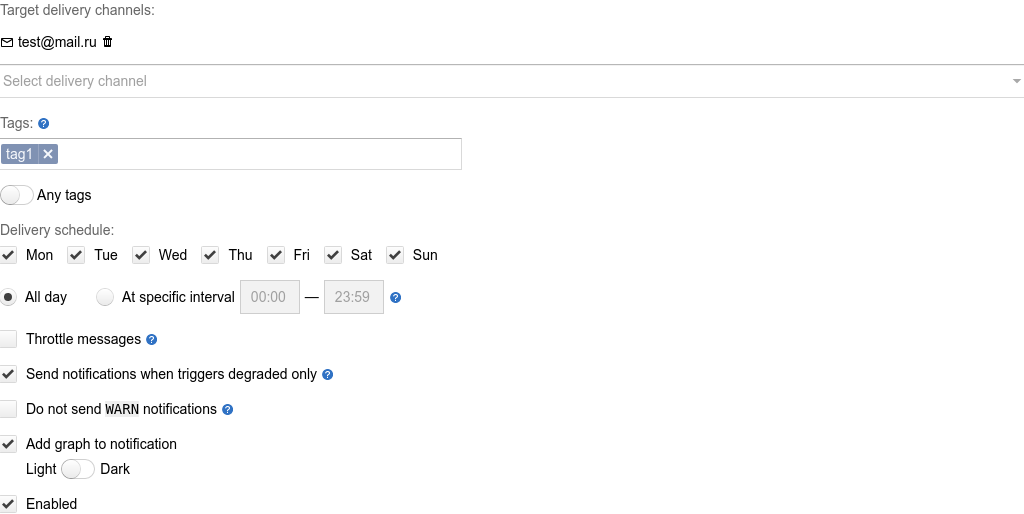 Target delivery channels:
test@mail.ru
Select delivery channel
Tags: ?
tag1 ×
Any tags
Delivery schedule:
Mon Tue Wed Thu Fri Sat Sun
All day At specific interval 00:00 — 23:59 ?
Throttle messages ?
Send notifications when triggers degraded only ?
Do not send WARN notifications ?
Add graph to notification
Light Dark
Enabled